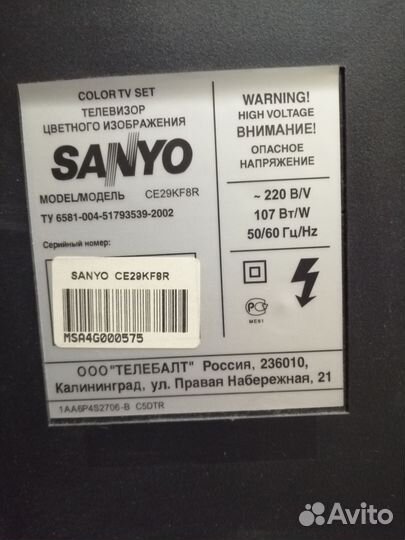 COLOR TV SET
ТЕЛЕВИЗОР
ЦВЕТНОГО ИЗОБРАЖЕНИЯ
SANYO
MODEL/МОДЕЛЬ CE29KF8R
ТУ 6581-004-51793539-2002
Серийный номер:
SANYO CE29KF8R
MSA4G000575
WARNING!
HIGH VOLTAGE
ВНИМАНИЕ!
ОПАСНОЕ
НАПРЯЖЕНИЕ
~ 220 В/V
107 Вт/W
50/60 Гц/Hz
РС
МЕ61
ООО "ТЕЛЕБАЛТ" Россия, 236010,
Калининград, ул. Правая Набережная, 21
1AA6P4S2706-B C5DTR
Avito